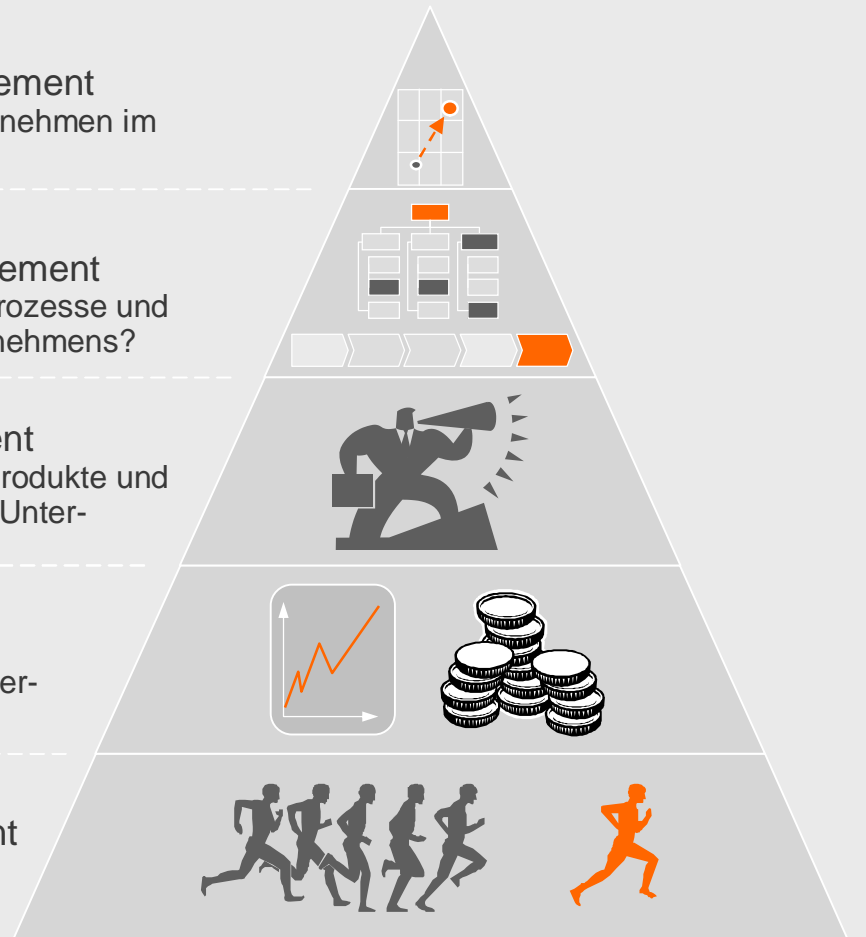 ement
nehmen im
ement
rozesse und
nehmens?
ent
rodukte und
Unter-
er-
nt